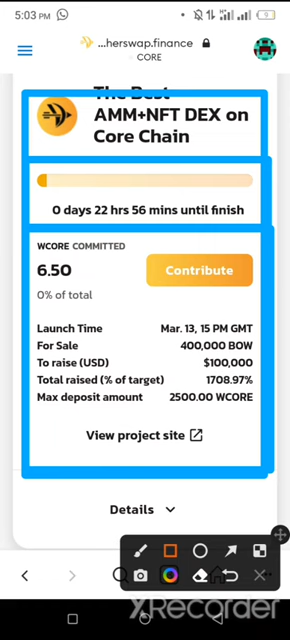 5:03 PM
...herswap.finance
CORE
The Best
AMM+NFT DEX on
Core Chain
0 days 22 hrs 56 mins until finish
WCORE COMMITTED
6.50
Contribute
0% of total
Launch Time Mar. 13, 15 PM GMT
For Sale 400,000 BOW
To raise (USD) $100,000
Total raised (% of target) 1708.97%
Max deposit amount 2500.00 WCORE
View project site
Details
XRecorder